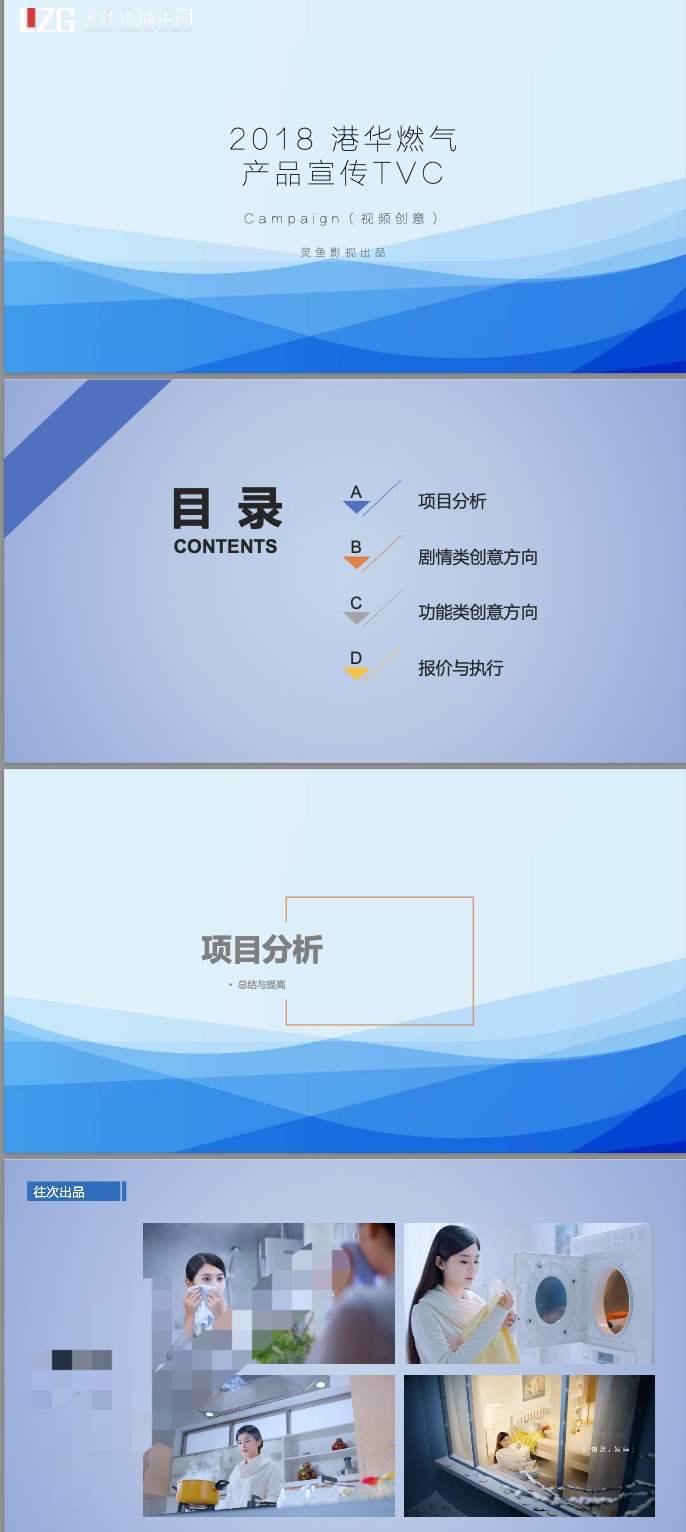 2018 港华燃气
产品宣传TVC
Campaign（视频创意）
灵鱼影视出品
目 录
CONTENTS
A
项目分析
B
剧情类创意方向
C
功能类创意方向
D
报价与执行
项目分析
• 总结与提高
往次出品